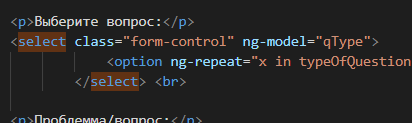 <p>Выберите вопрос:</p>
<select class="form-control" ng-model="qType">
<option ng-repeat="x in typeOfQuestion
</select> <br>
<p>Проблемма/вопрос:</p>